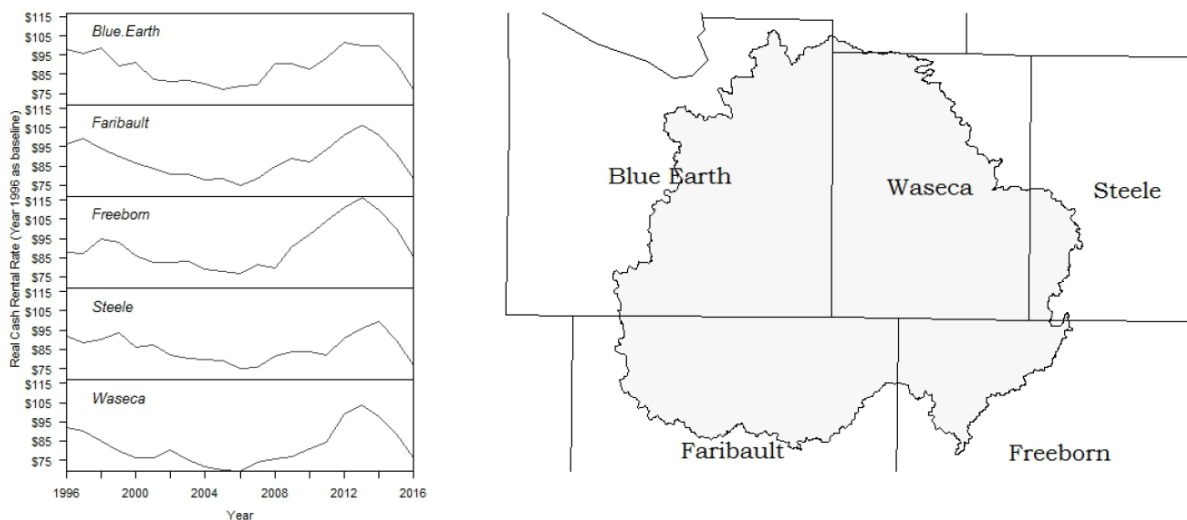 Real Cash Rental Rate (Year 1996 as baseline)
$115
$105
$95
$85
$75
Blue.Earth
$115
$105
$95
$85
$75
Faribault
$115
$105
$95
$85
$75
Freeborn
$115
$105
$95
$85
$75
Steele
$115
$105
$95
$85
$75
Waseca
1996 2000 2004 2008 2012 2016
Year
Blue Earth
Waseca
Steele
Faribault
Freeborn